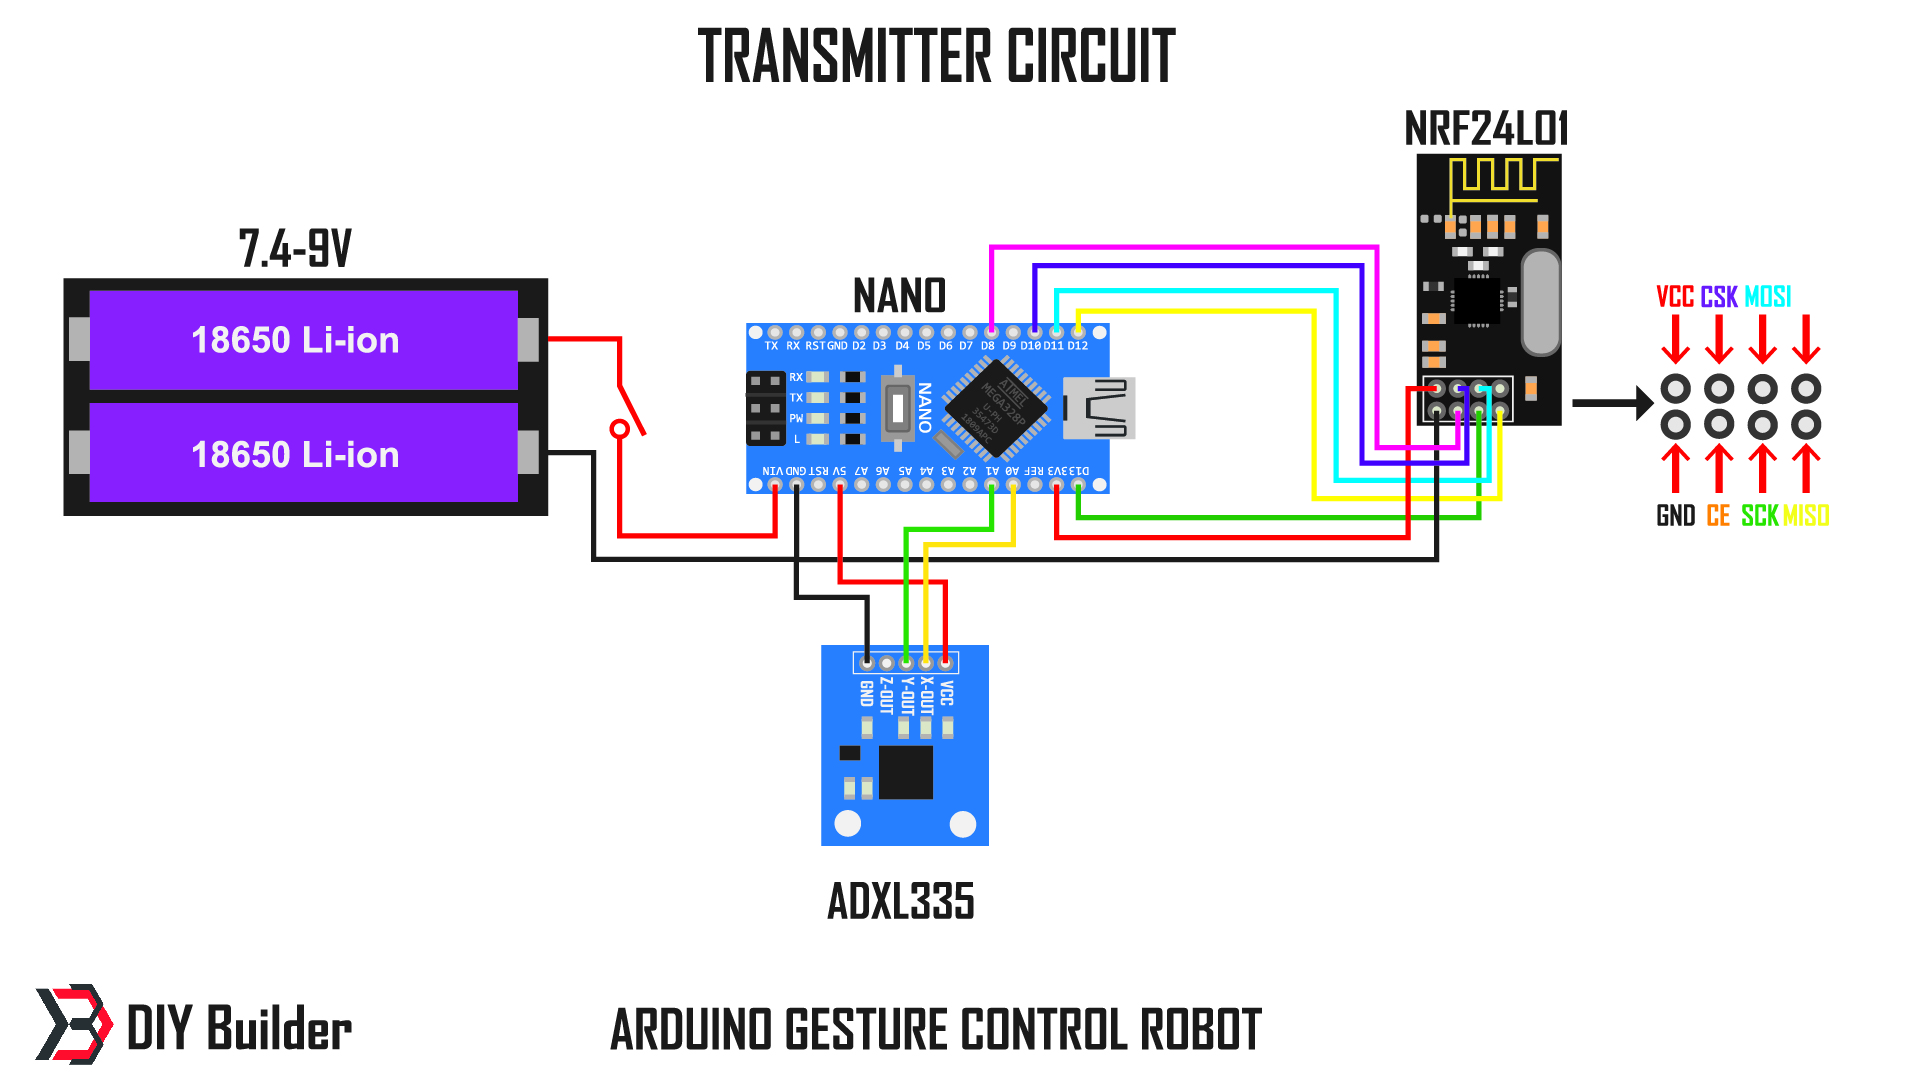 TRANSMITTER CIRCUIT
NRF24L01
7.4-9V
NANO
18650 Li-ion
18650 Li-ion
VCC CSK MOSI
TX RX RST GND D2 D3 D4 D5 D6 D7 D8 D9 D10 D11 D12
RX
TX
PW
L
NANO
ATMEL
MEGA328P
U-PH
35473D
1809APC
VIN GND RST 5V A7 A6 A5 A4 A3 A2 A1 A0 REF 3V3 D13
GND CE SCK MISO
GND
Z-OUT
Y-OUT
X-OUT
VCC
ADXL335
DIY Builder
ARDUINO GESTURE CONTROL ROBOT